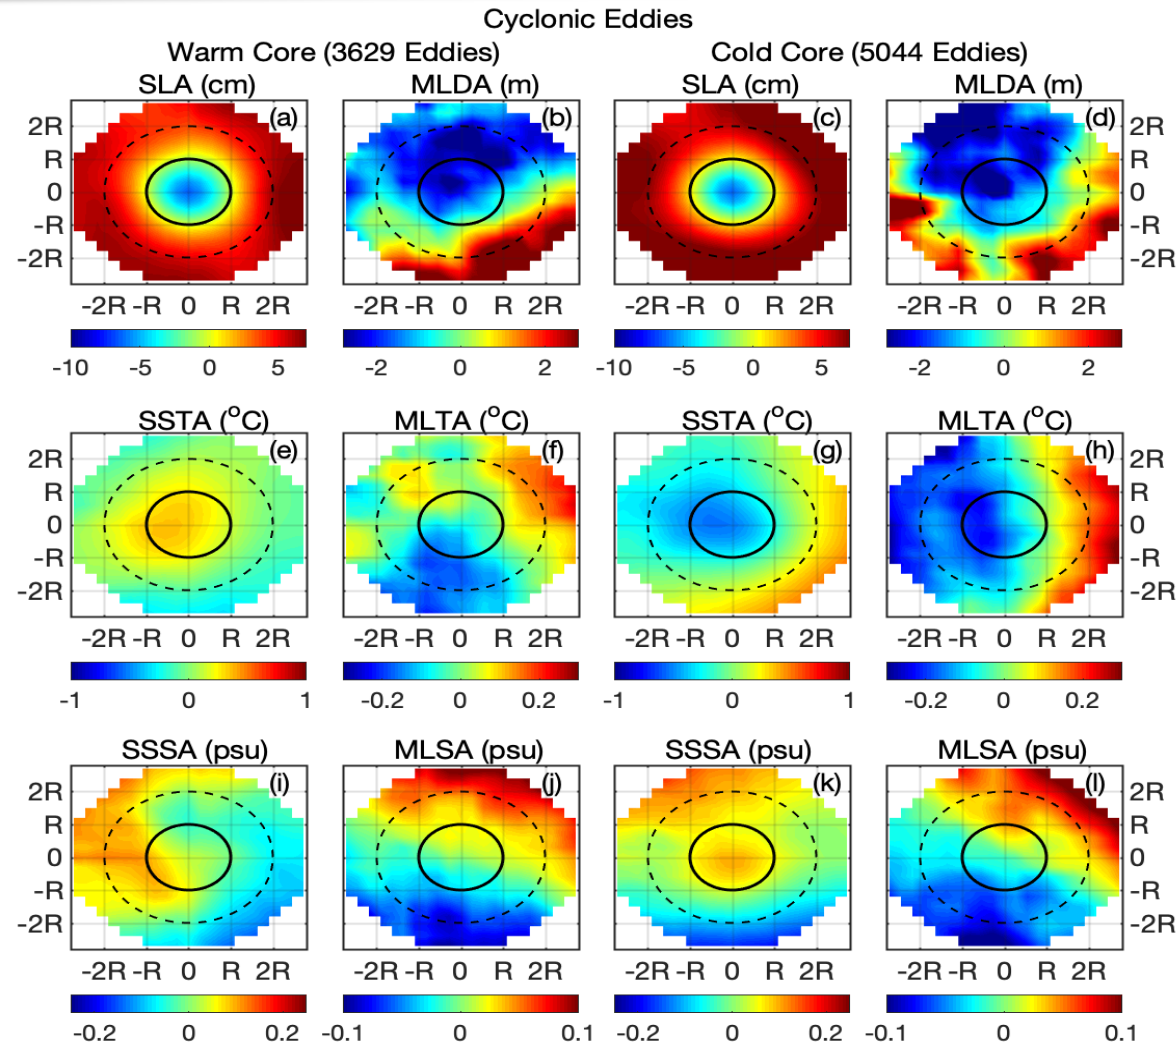 Cyclonic Eddies
Warm Core (3629 Eddies) Cold Core (5044 Eddies)
SLA (cm) MLDA (m) SLA (cm) MLDA (m)
(a) (b) (c) (d)
2R 2R
R R
0 0
-R -R
-2R -2R
-2R -R 0 R 2R -2R -R 0 R 2R -2R -R 0 R 2R -2R -R 0 R 2R
-10 -5 0 5 -2 0 2 -10 -5 0 5 -2 0 2
SSTA (°C) MLTA (°C) SSTA (°C) MLTA (°C)
(e) (f) (g) (h)
2R 2R
R R
0 0
-R -R
-2R -2R
-2R -R 0 R 2R -2R -R 0 R 2R -2R -R 0 R 2R -2R -R 0 R 2R
-1 0 1 -0.2 0 0.2 -1 0 1 -0.2 0 0.2
SSSA (psu) MLSA (psu) SSSA (psu) MLSA (psu)
(i) (j) (k) (l)
2R 2R
R R
0 0
-R -R
-2R -2R
-2R -R 0 R 2R -2R -R 0 R 2R -2R -R 0 R 2R -2R -R 0 R 2R
-0.2 0 0.2 -0.1 0 0.1 -0.2 0 0.2 -0.1 0 0.1